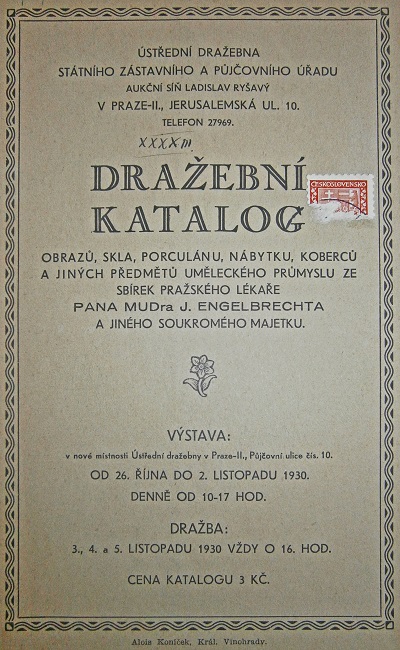 ÚSTŘEDNÍ DRAŽEBNA
STÁTNÍHO ZÁSTAVNÍHO A PŮJČOVNÍHO ÚŘADU
AUKČNÍ SÍŇ LADISLAV RYŠAVÝ
V PRAZE-II., JERUSALEMSKÁ UL. 10.
TELEFON 27969.
XXXXIII.
DRAŽEBNÍ
KATALOG
ČESKOSLOVENSKO
OBRAZŮ, SKLA, PORCULÁNU, NÁBYTKU, KOBERCŮ
A JINÝCH PŘEDMĚTŮ UMĚLECKÉHO PRŮMYSLU ZE
SBÍREK PRAŽSKÉHO LÉKAŘE
PANA MUDra J. ENGELBRECHTA
A JINÉHO SOUKROMÉHO MAJETKU.
VÝSTAVA:
v nové místnosti Ústřední dražebny v Praze-II., Půjčovní ulice čís. 10.
OD 26. ŘÍJNA DO 2. LISTOPADU 1930.
DENNĚ OD 10-17 HOD.
DRAŽBA:
3., 4. a 5. LISTOPADU 1930 VŽDY O 16. HOD.
CENA KATALOGU 3 KČ.
Alois Koníček, Král. Vinohrady.